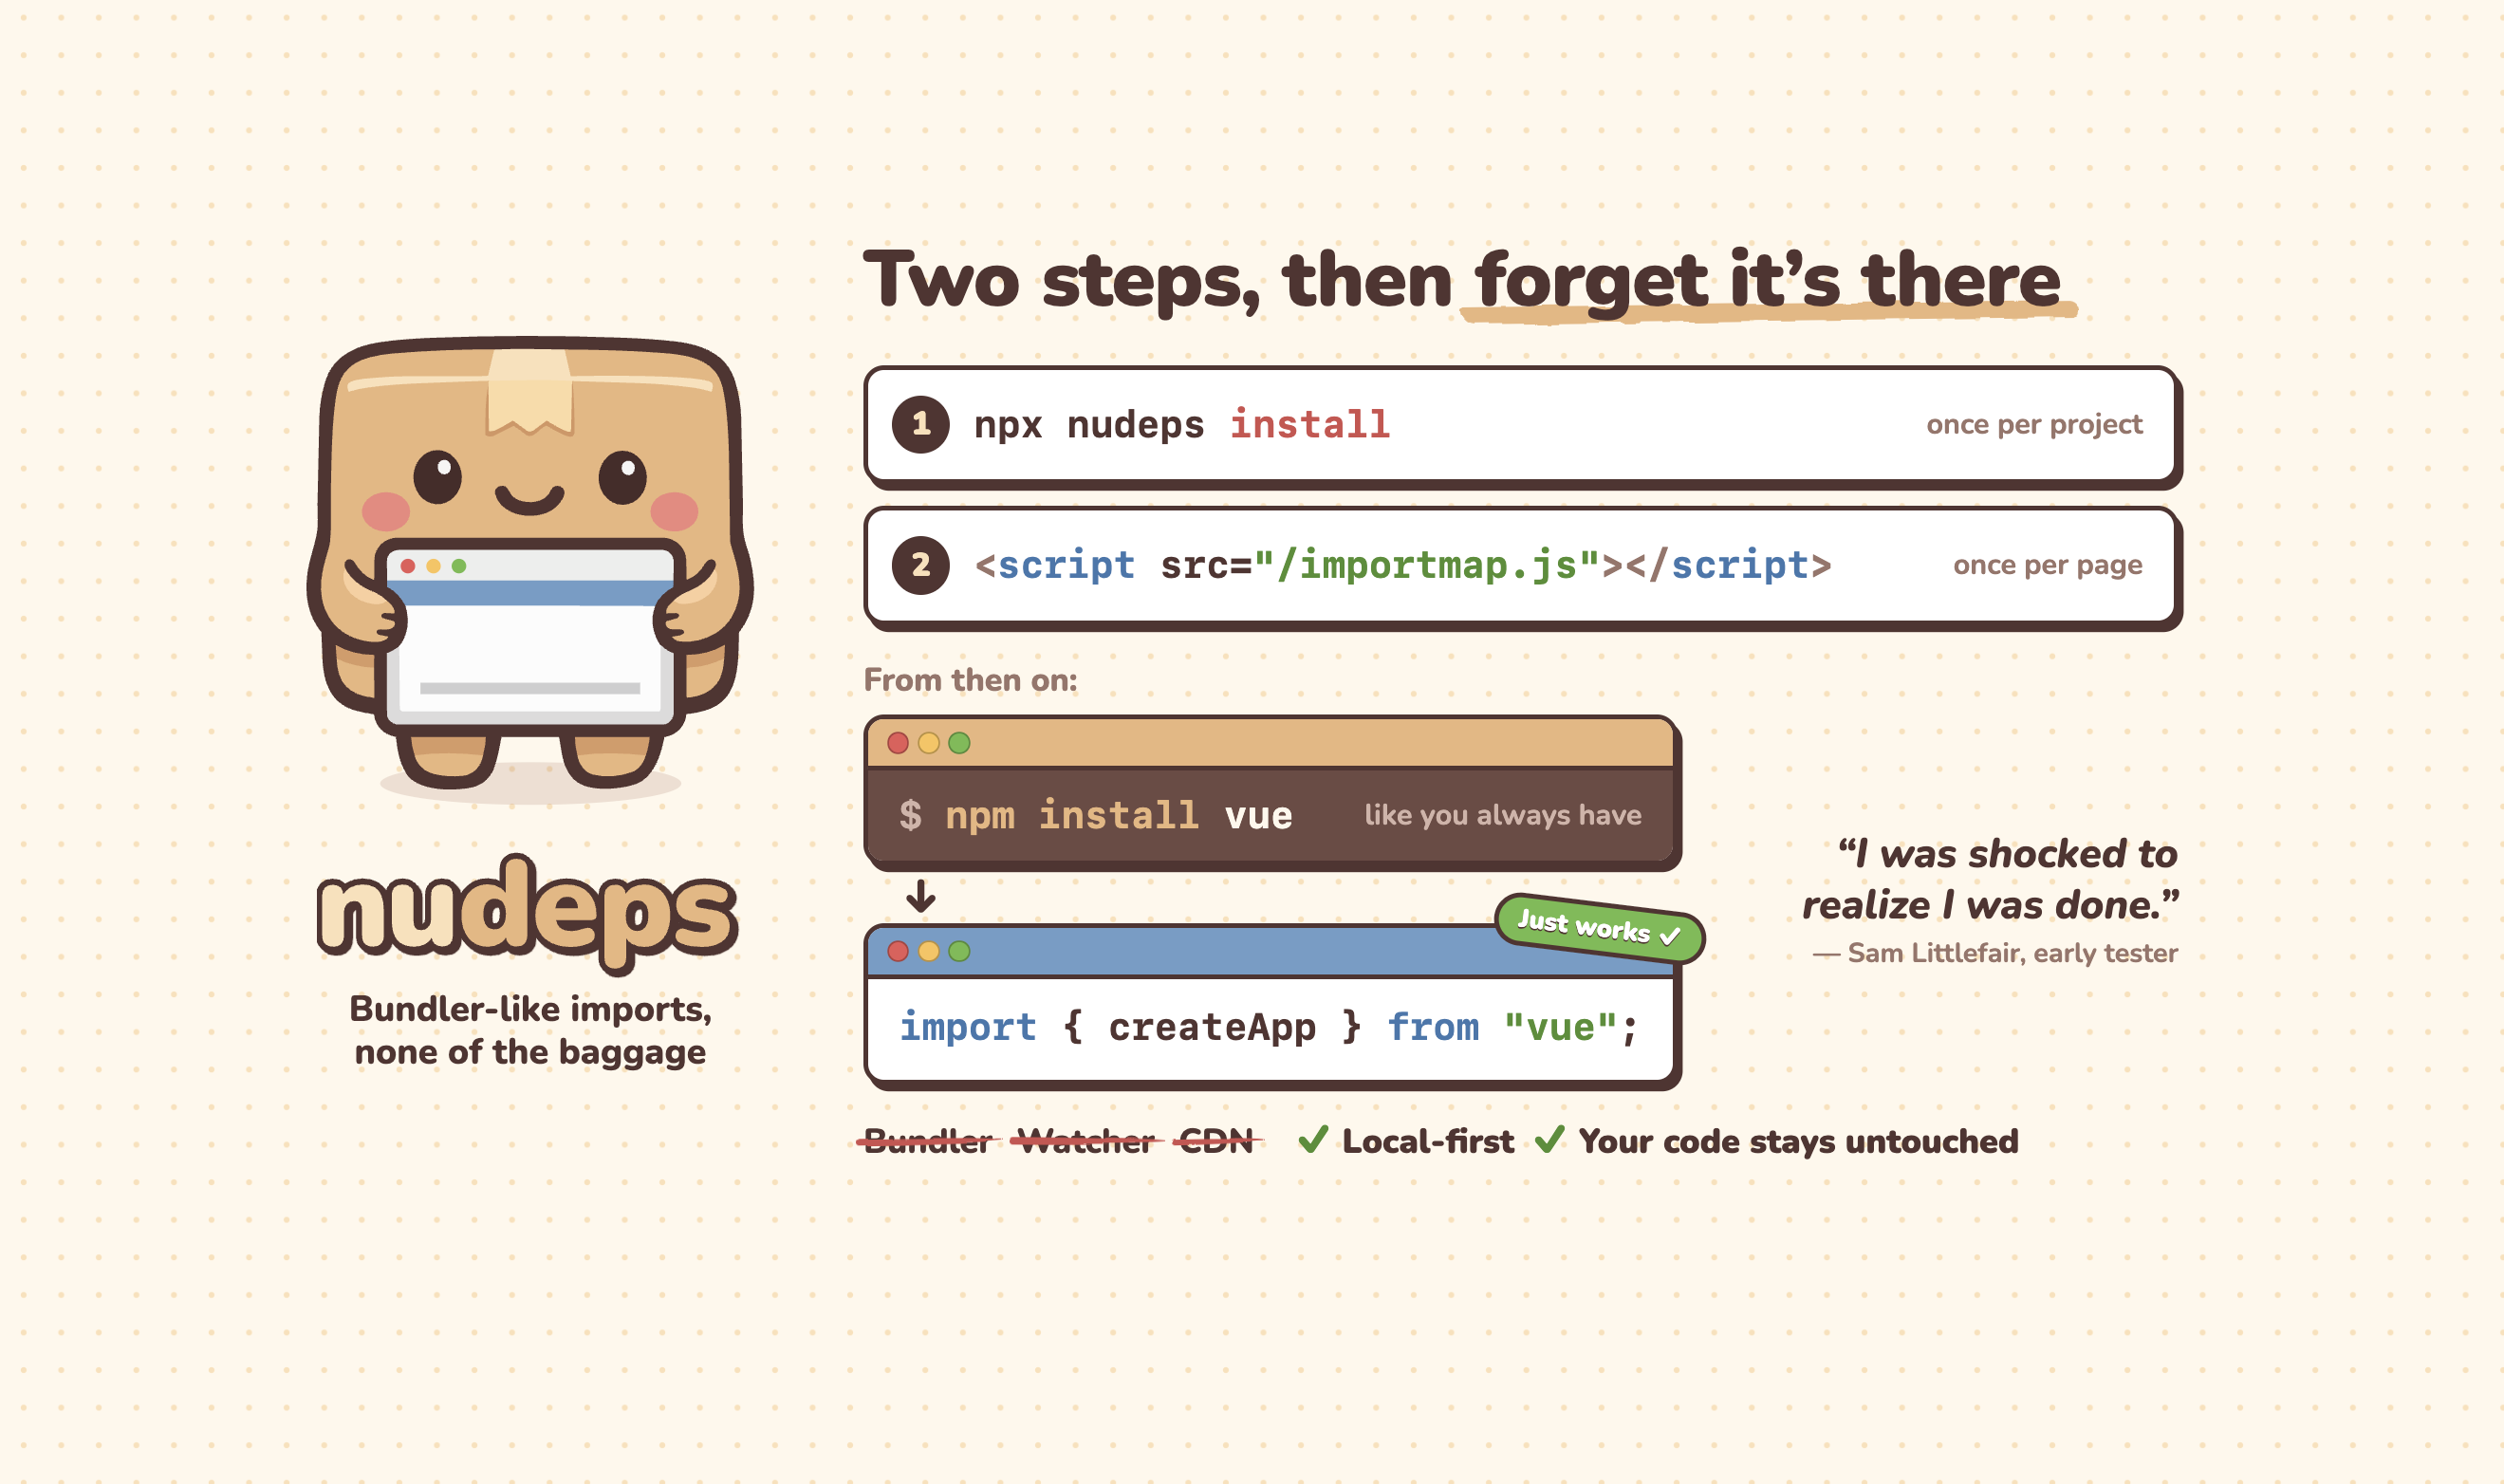 Two steps, then forget it’s there
1 npx nudeps install once per project
2 <script src="/importmap.js"></script> once per page
From then on:
$ npm install vue like you always have
Just works ✓
import { createApp } from "vue";
“I was shocked to
realize I was done.”
— Sam Littlefair, early tester
nudeps
Bundler-like imports,
none of the baggage
Bundler Watcher CDN ✓ Local-first ✓ Your code stays untouched